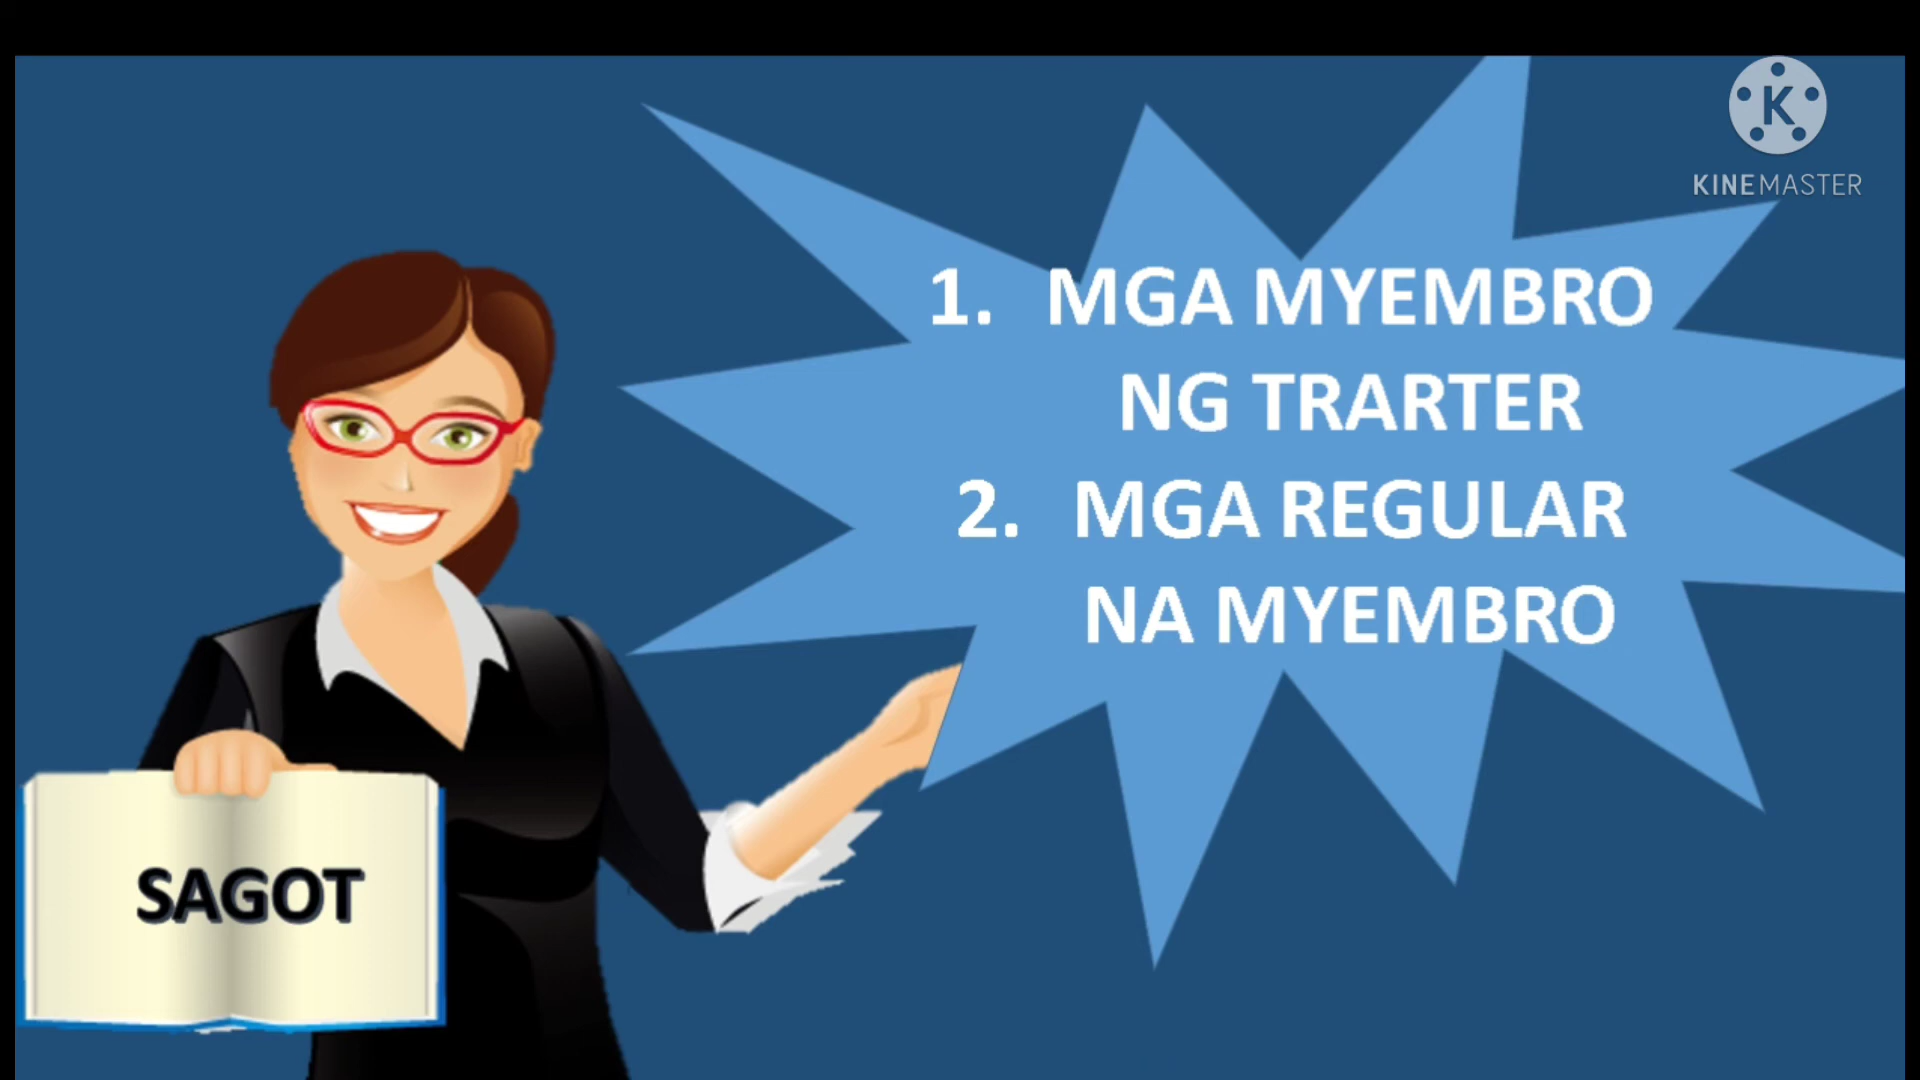 KINEMASTER
1. MGA MYEMBRO
NG TRARTER
2. MGA REGULAR
NA MYEMBRO
SAGOT